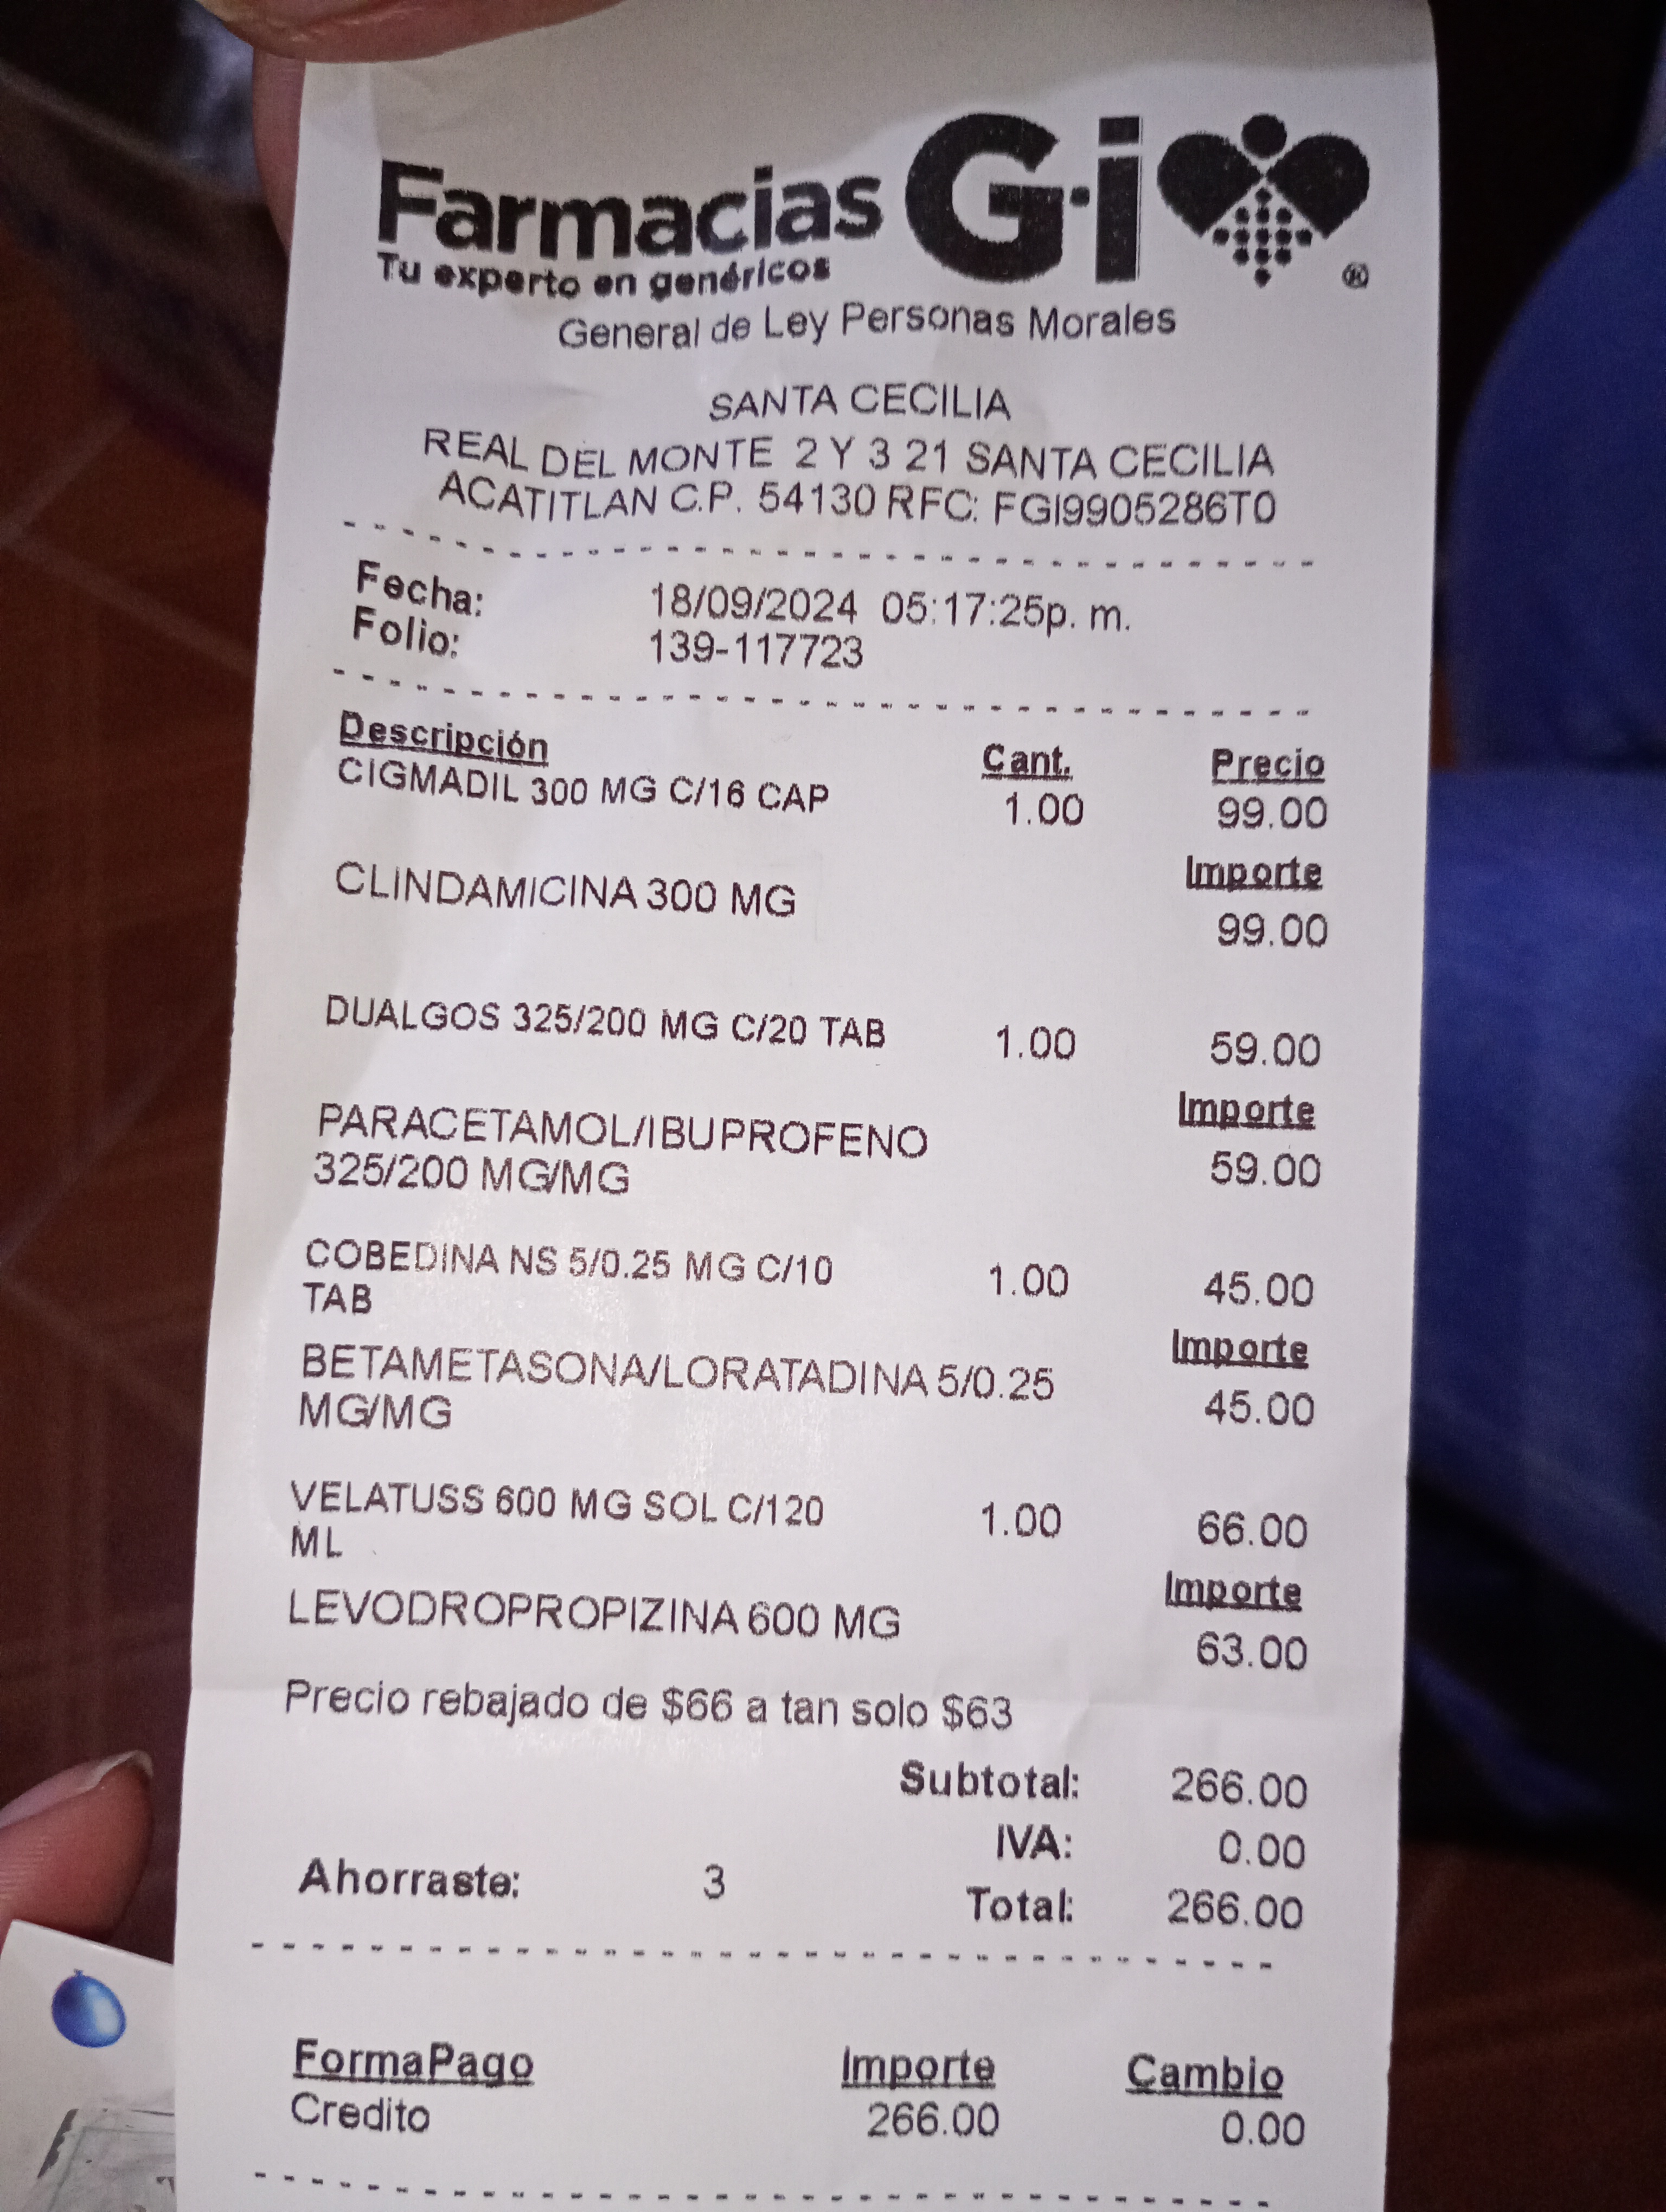 Farmacias G·i ®
Tu experto en genéricos
General de Ley Personas Morales
SANTA CECILIA
REAL DEL MONTE 2 Y 3 21 SANTA CECILIA
ACATITLAN C.P. 54130 RFC: FGI9905286T0
Fecha: 18/09/2024 05:17:25p. m.
Folio: 139-117723
Descripción Cant. Precio
CIGMADIL 300 MG C/16 CAP 1.00 99.00
Importe
CLINDAMICINA 300 MG 99.00
DUALGOS 325/200 MG C/20 TAB 1.00 59.00
Importe
PARACETAMOL/IBUPROFENO
325/200 MG/MG 59.00
COBEDINA NS 5/0.25 MG C/10 1.00 45.00
TAB
Importe
BETAMETASONA/LORATADINA 5/0.25
MG/MG 45.00
VELATUSS 600 MG SOL C/120 1.00 66.00
ML
Importe
LEVODROPROPIZINA 600 MG 63.00
Precio rebajado de $66 a tan solo $63
Subtotal: 266.00
IVA: 0.00
Ahorraste: 3 Total: 266.00
FormaPago Importe Cambio
Credito 266.00 0.00